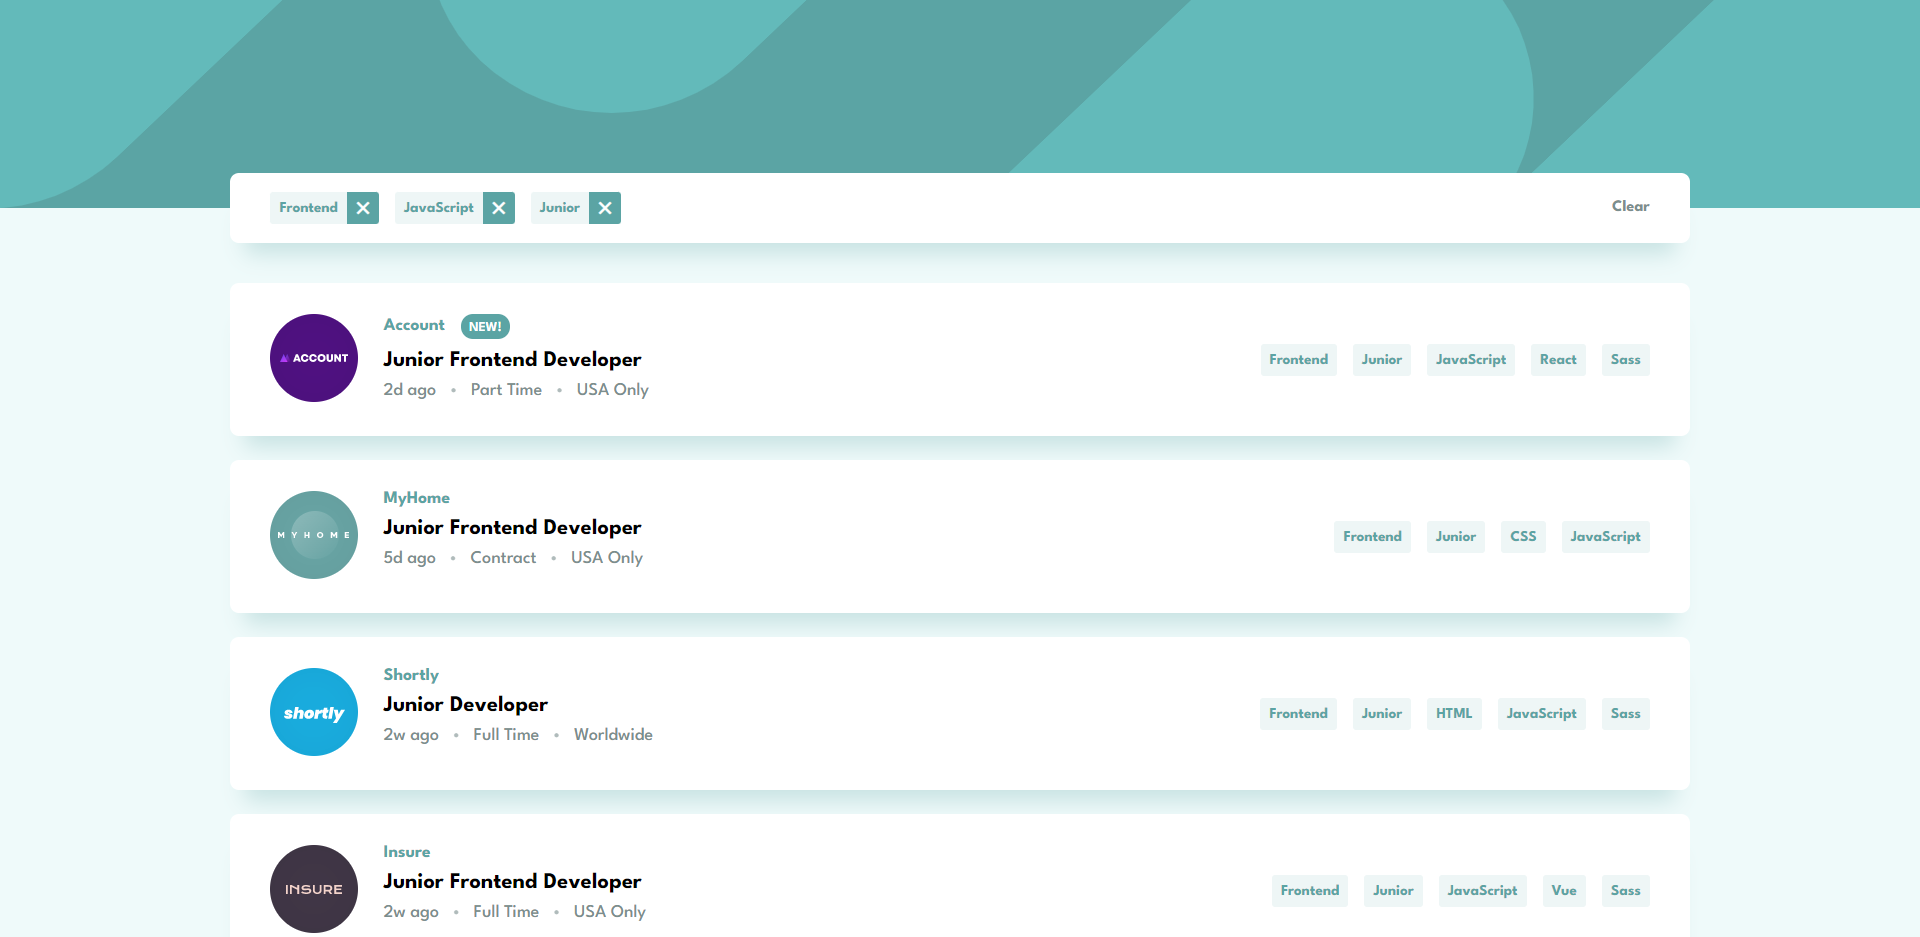 Frontend JavaScript Junior Clear
ACCOUNT
Account NEW!
Junior Frontend Developer
2d ago • Part Time • USA Only
Frontend Junior JavaScript React Sass
MYHOME
MyHome
Junior Frontend Developer
5d ago • Contract • USA Only
Frontend Junior CSS JavaScript
shortly
Shortly
Junior Developer
2w ago • Full Time • Worldwide
Frontend Junior HTML JavaScript Sass
INSURE
Insure
Junior Frontend Developer
2w ago • Full Time • USA Only
Frontend Junior JavaScript Vue Sass